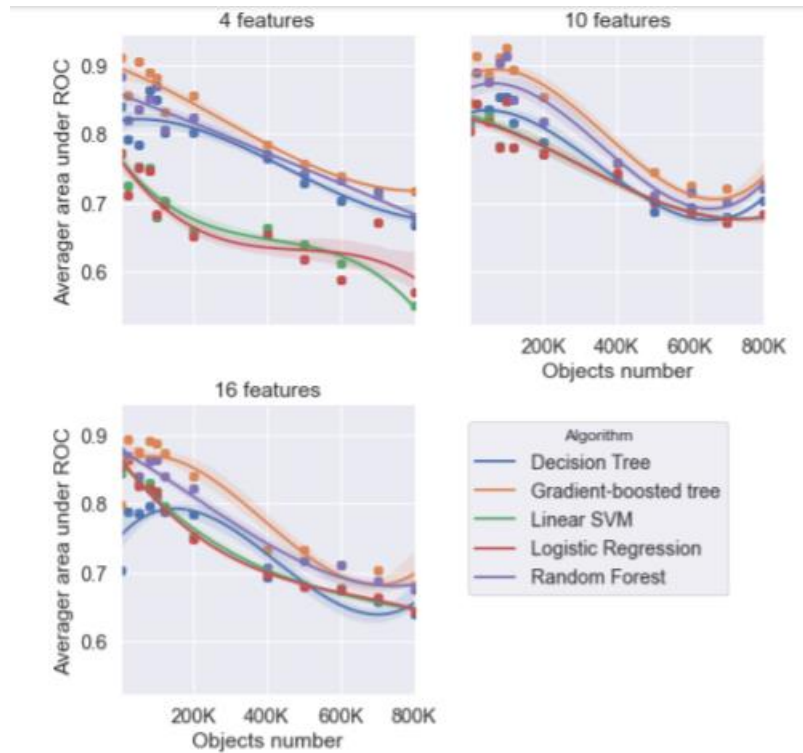 4 features
10 features
Averager area under ROC
0.9
0.8
0.7
0.6
200K 400K 600K 800K
Objects number
16 features
Averager area under ROC
0.9
0.8
0.7
0.6
200K 400K 600K 800K
Objects number
Algorithm
Decision Tree
Gradient-boosted tree
Linear SVM
Logistic Regression
Random Forest